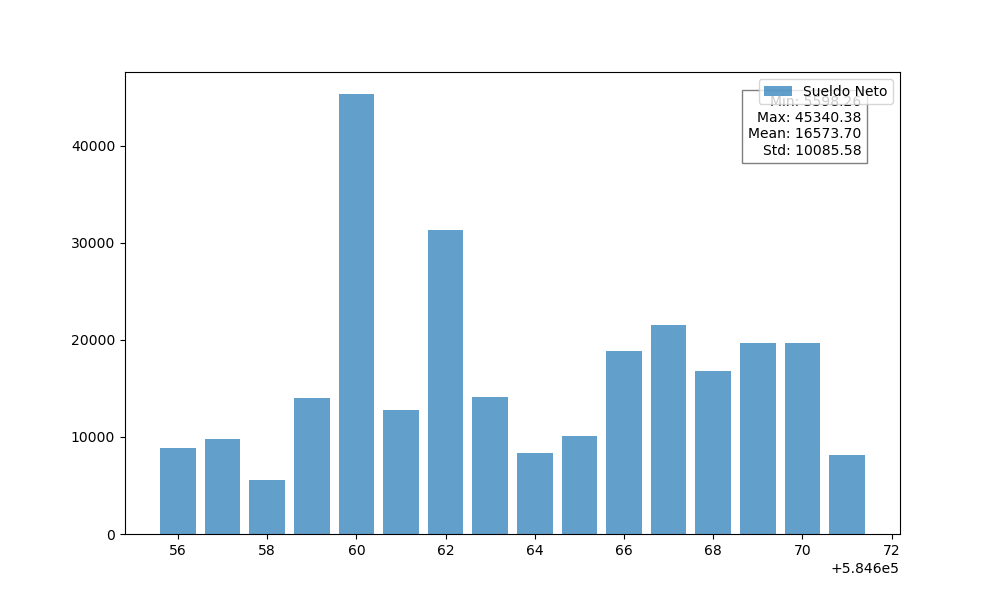 Sueldo Neto
Min: 5598.26
Max: 45340.38
Mean: 16573.70
Std: 10085.58
40000
30000
20000
10000
0
56 58 60 62 64 66 68 70 72
+5.846e5